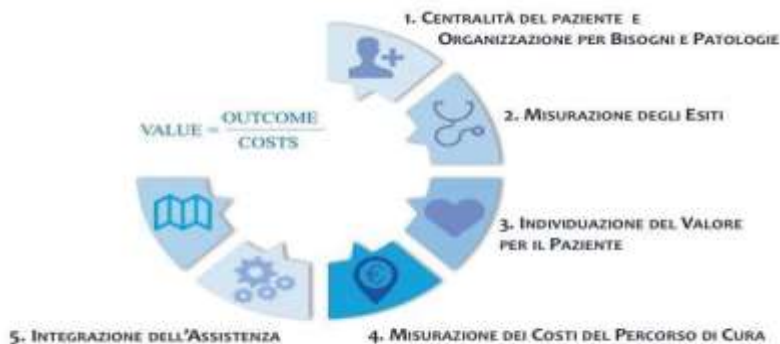 1. Centralità del paziente e
Organizzazione per Bisogni e Patologie
VALUE = OUTCOME
COSTS
2. Misurazione degli Esiti
3. Individuazione del Valore
per il Paziente
€
5. Integrazione dell'Assistenza
4. Misurazione dei Costi del Percorso di Cura